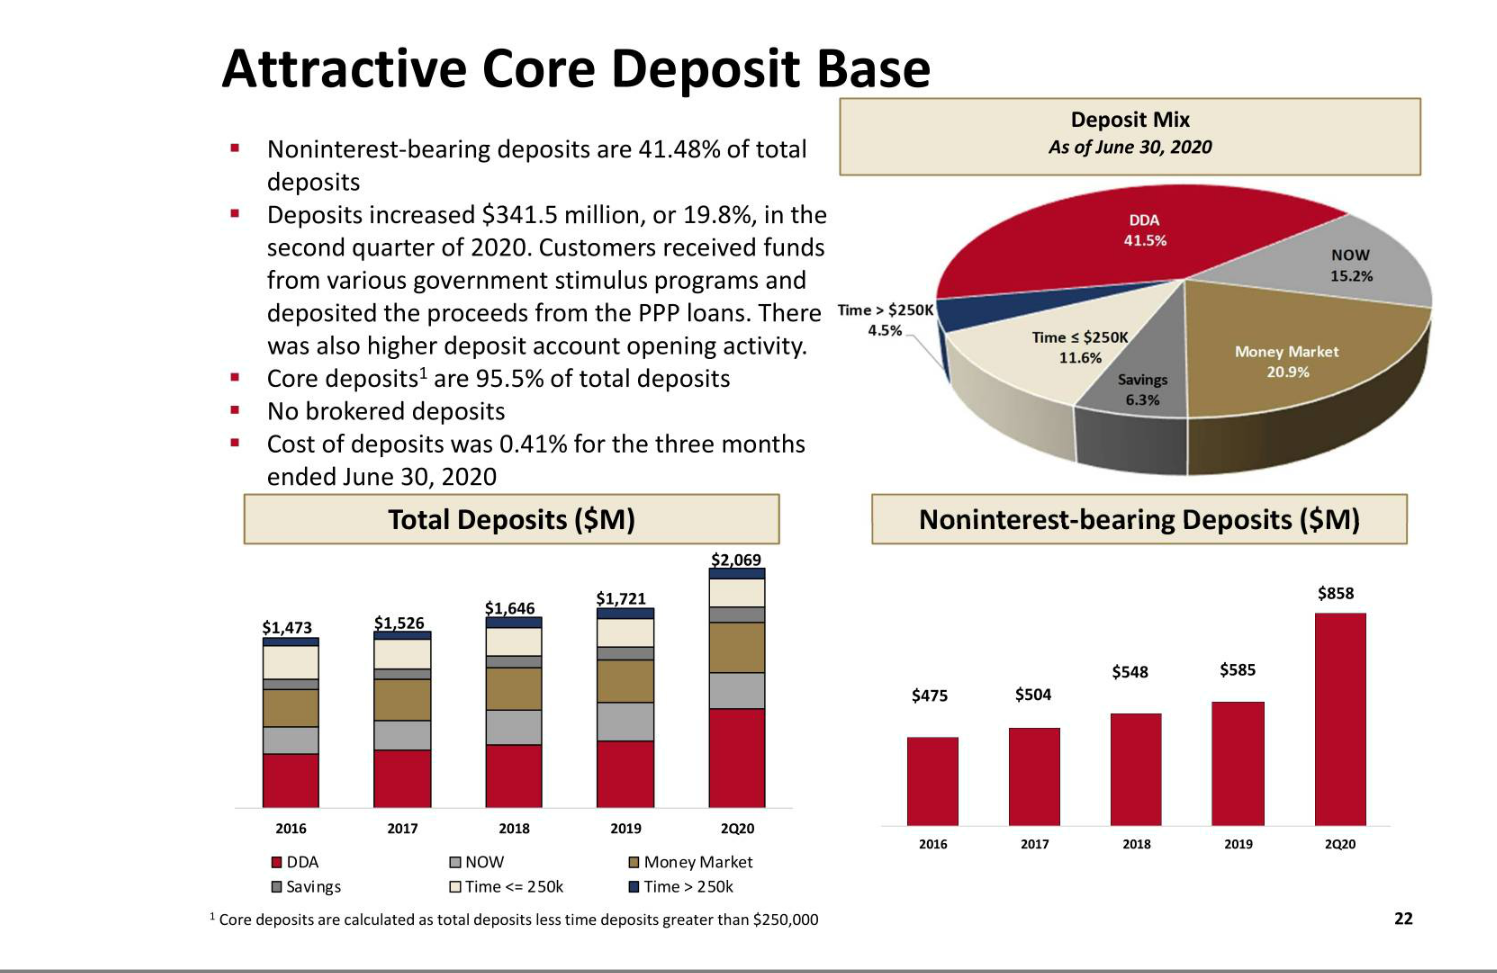 Attractive Core Deposit Base
▪ Noninterest-bearing deposits are 41.48% of total
deposits
▪ Deposits increased $341.5 million, or 19.8%, in the
second quarter of 2020. Customers received funds
from various government stimulus programs and
deposited the proceeds from the PPP loans. There
was also higher deposit account opening activity.
▪ Core deposits¹ are 95.5% of total deposits
▪ No brokered deposits
▪ Cost of deposits was 0.41% for the three months
ended June 30, 2020
Deposit Mix
As of June 30, 2020
DDA
41.5%
NOW
15.2%
Time > $250K
4.5%
Time ≤ $250K
11.6%
Savings
6.3%
Money Market
20.9%
Total Deposits ($M)
$1,473
$1,526
$1,646
$1,721
$2,069
2016
2017
2018
2019
2Q20
DDA
NOW
Money Market
Savings
Time <= 250k
Time > 250k
Noninterest-bearing Deposits ($M)
$475
$504
$548
$585
$858
2016
2017
2018
2019
2Q20
¹ Core deposits are calculated as total deposits less time deposits greater than $250,000
22